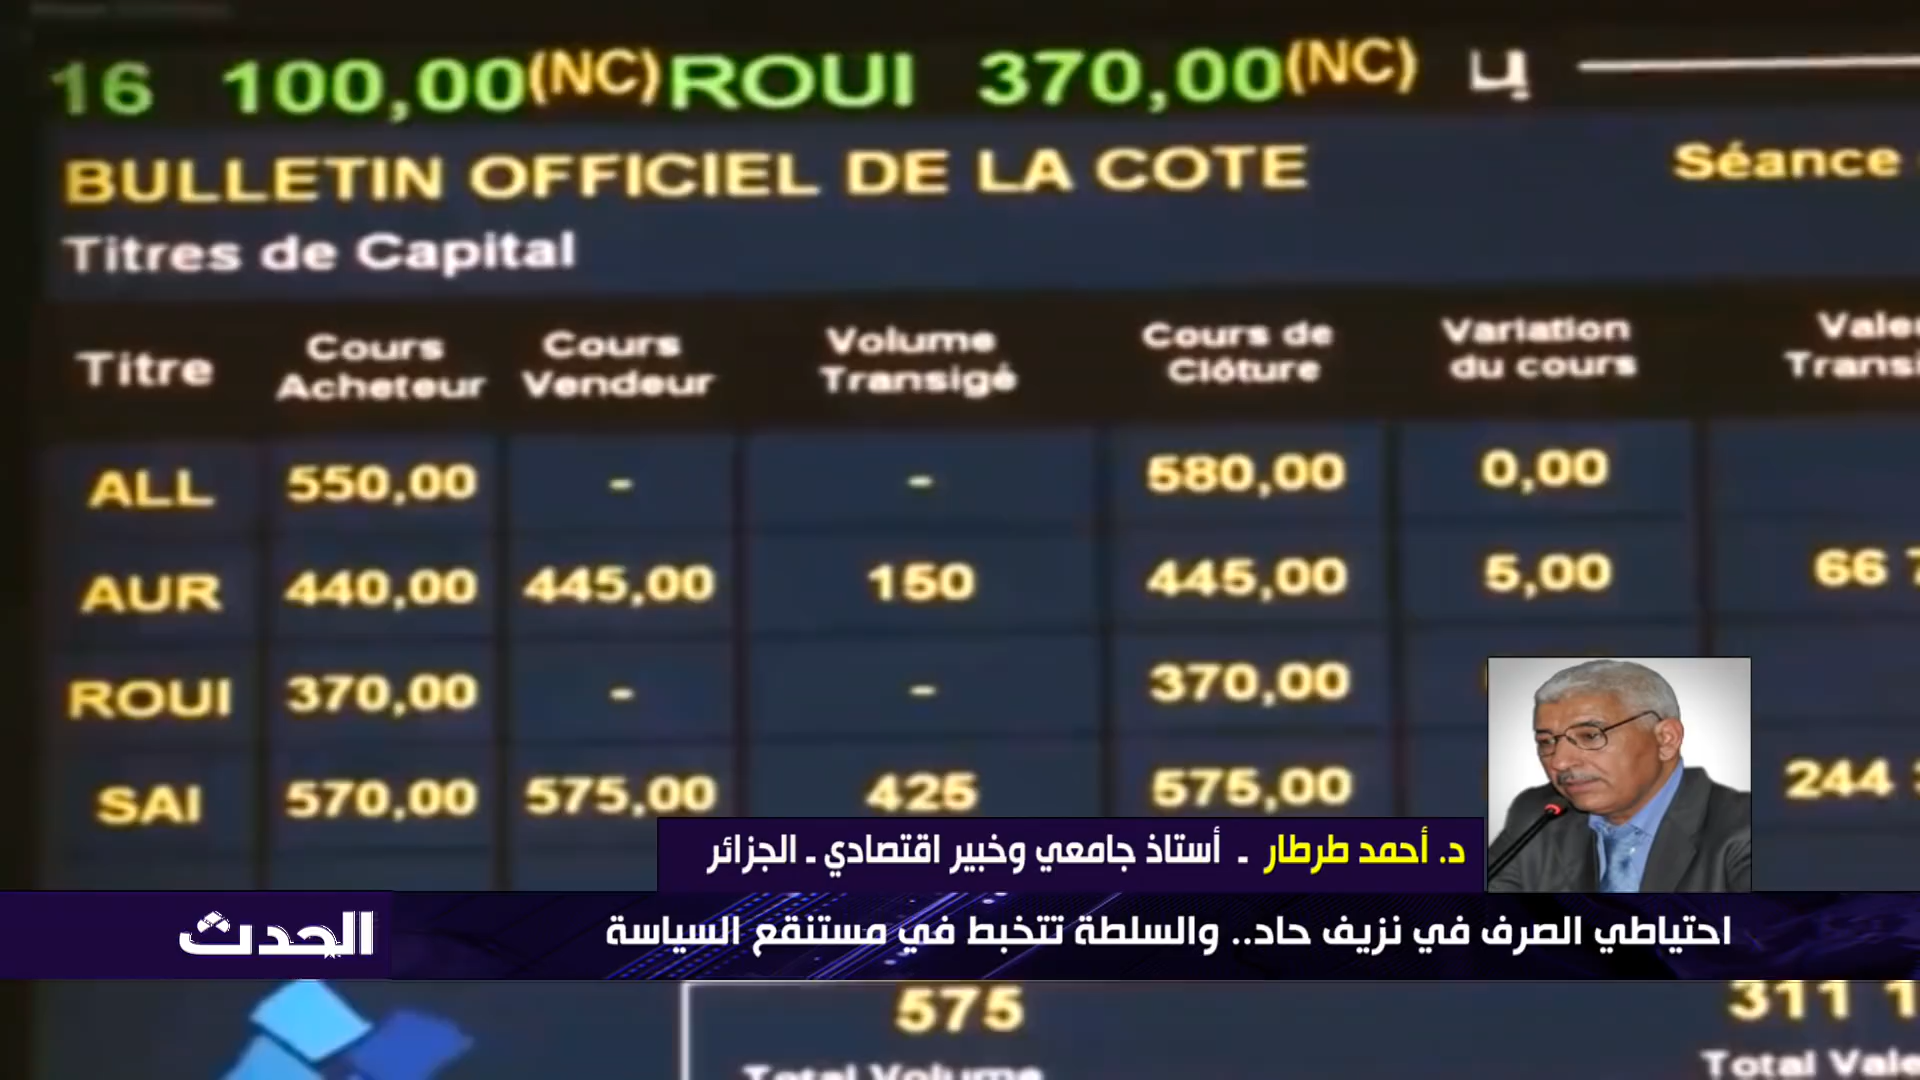 16 100,00(NC) ROUI 370,00(NC)
BULLETIN OFFICIEL DE LA COTE
Séance
Titres de Capital
Titre Cours Acheteur Cours Vendeur Volume Transigé Cours de Clôture Variation du cours
ALL 550,00 - - 580,00 0,00
AUR 440,00 445,00 150 445,00 5,00
ROUI 370,00 - - 370,00
SAI 570,00 575,00 425 575,00
د. أحمد طرطار - أستاذ جامعي وخبير اقتصادي - الجزائر
احتياطي الصرف في نزيف حاد.. والسلطة تتخبط في مستنقع السياسة
الحدث
575
Total Volume
Total